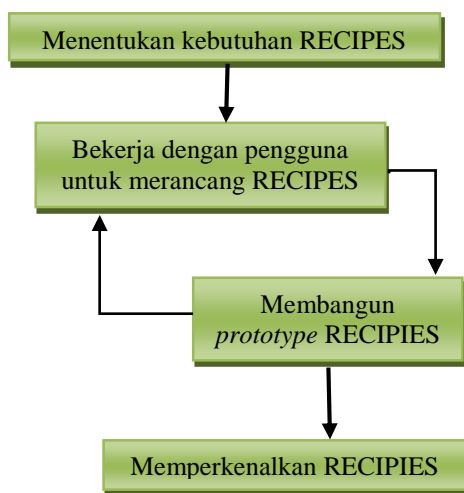 Menentukan kebutuhan RECIPES
Bekerja dengan pengguna
untuk merancang RECIPES
Membangun
prototype RECIPIES
Memperkenalkan RECIPIES